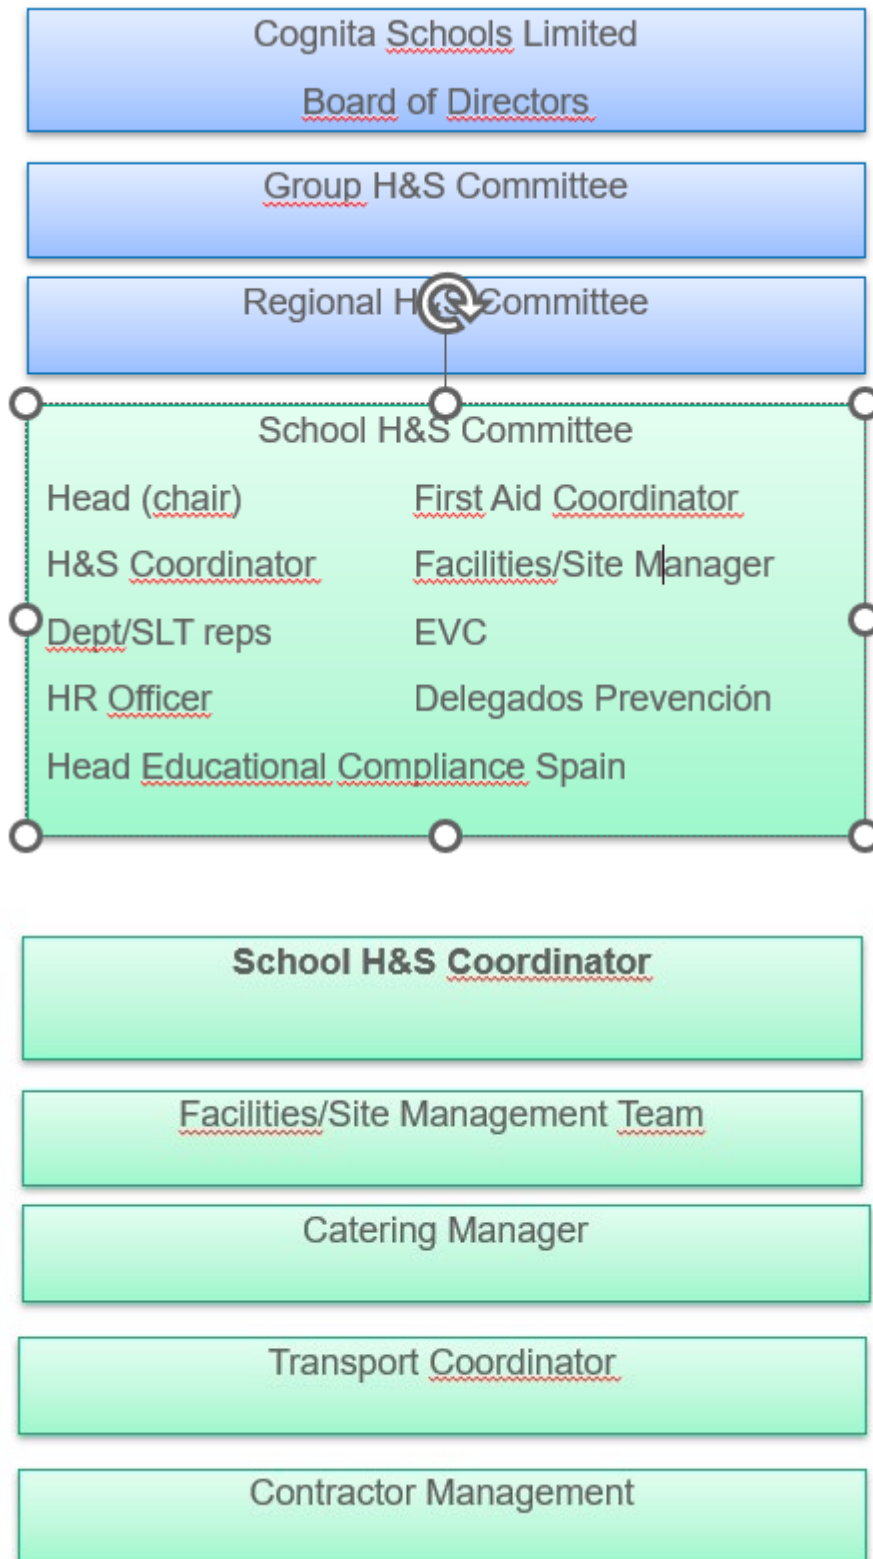 Cognita Schools Limited
Board of Directors
Group H&S Committee
Regional H&S Committee
School H&S Committee
Head (chair) First Aid Coordinator
H&S Coordinator Facilities/Site Manager
Dept/SLT reps EVC
HR Officer Delegados Prevención
Head Educational Compliance Spain
School H&S Coordinator
Facilities/Site Management Team
Catering Manager
Transport Coordinator
Contractor Management